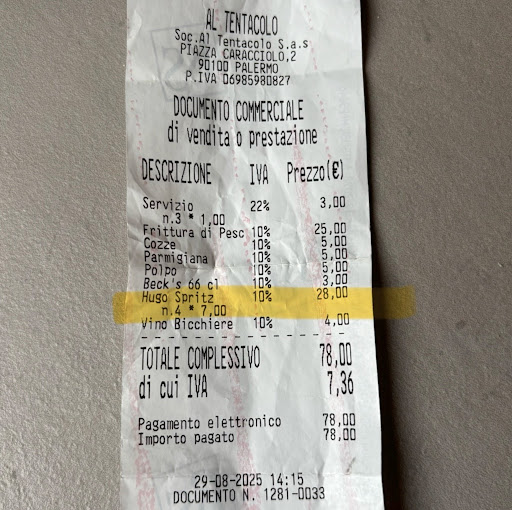 AL TENTACOLO
Soc.Al Tentacolo S.a.s
PIAZZA CARACCIOLO,2
90100 PALERMO
P.IVA 06985980827
DOCUMENTO COMMERCIALE
di vendita o prestazione
DESCRIZIONE IVA Prezzo(€)
Servizio 22% 3,00
n.3 * 1,00
Frittura di Pesc 10% 25,00
Cozze 10% 5,00
Parmigiana 10% 5,00
Polpo 10% 5,00
Beck's 66 cl 10% 3,00
Hugo Spritz 10% 28,00
n.4 * 7,00
Vino Bicchiere 10% 4,00
TOTALE COMPLESSIVO 78,00
di cui IVA 7,36
Pagamento elettronico 78,00
Importo pagato 78,00
29-08-2025 14:15
DOCUMENTO N. 1281-0033